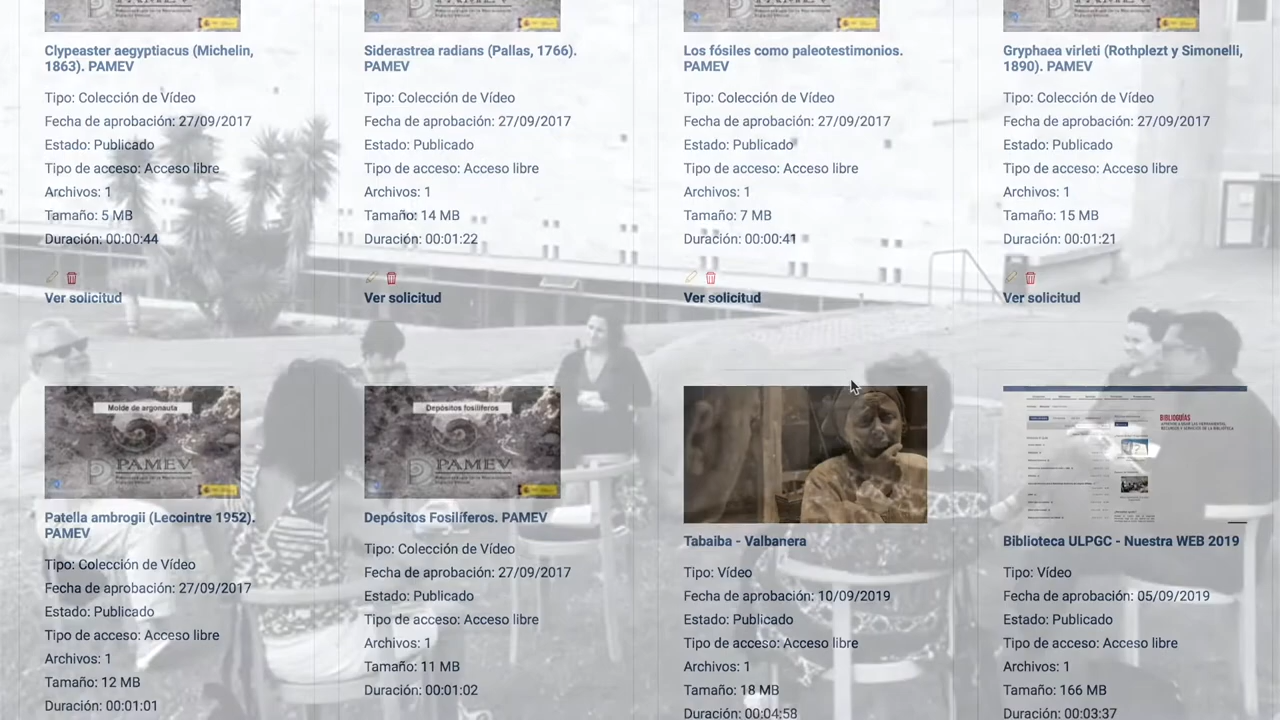 PAMEV
PAMEV
PAMEV
PAMEV
Clypeaster aegyptiacus (Michelin,
1863). PAMEV
Tipo: Colección de Vídeo
Fecha de aprobación: 27/09/2017
Estado: Publicado
Tipo de acceso: Acceso libre
Archivos: 1
Tamaño: 5 MB
Duración: 00:00:44
Ver solicitud
Siderastrea radians (Pallas, 1766).
PAMEV
Tipo: Colección de Vídeo
Fecha de aprobación: 27/09/2017
Estado: Publicado
Tipo de acceso: Acceso libre
Archivos: 1
Tamaño: 14 MB
Duración: 00:01:22
Ver solicitud
Los fósiles como paleotestimonios.
PAMEV
Tipo: Colección de Vídeo
Fecha de aprobación: 27/09/2017
Estado: Publicado
Tipo de acceso: Acceso libre
Archivos: 1
Tamaño: 7 MB
Duración: 00:00:41
Ver solicitud
Gryphaea virleti (Rothplezt y Simonelli,
1890). PAMEV
Tipo: Colección de Vídeo
Fecha de aprobación: 27/09/2017
Estado: Publicado
Tipo de acceso: Acceso libre
Archivos: 1
Tamaño: 15 MB
Duración: 00:01:21
Ver solicitud
Molde de argonauta
PAMEV
Patella ambrogii (Lecointre 1952).
PAMEV
Tipo: Colección de Vídeo
Fecha de aprobación: 27/09/2017
Estado: Publicado
Tipo de acceso: Acceso libre
Archivos: 1
Tamaño: 12 MB
Duración: 00:01:01
Depósitos fosilíferos
PAMEV
Depósitos Fosilíferos. PAMEV
Tipo: Colección de Vídeo
Fecha de aprobación: 27/09/2017
Estado: Publicado
Tipo de acceso: Acceso libre
Archivos: 1
Tamaño: 11 MB
Duración: 00:01:02
Tabaiba - Valbanera
Tipo: Vídeo
Fecha de aprobación: 10/09/2019
Estado: Publicado
Tipo de acceso: Acceso libre
Archivos: 1
Tamaño: 18 MB
Duración: 00:04:58
BIBLIOGUÍAS
Biblioteca ULPGC - Nuestra WEB 2019
Tipo: Vídeo
Fecha de aprobación: 05/09/2019
Estado: Publicado
Tipo de acceso: Acceso libre
Archivos: 1
Tamaño: 166 MB
Duración: 00:03:37